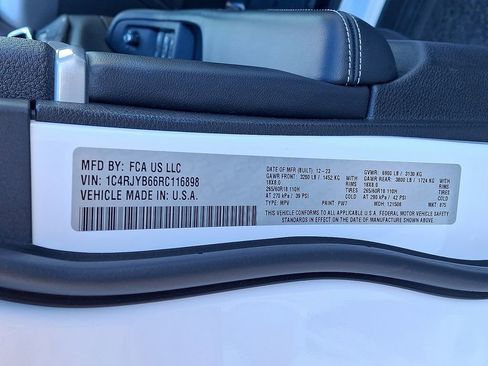 MFD BY: FCA US LLC
VIN: 1C4RJYB66RC116898
VEHICLE MADE IN: U.S.A.
DATE OF MFR (BUILT): 12-23 GVWR: 6900 LB / 3130 KG
GAWR FRONT: 3200 LB / 1452 KG WITH GAWR REAR: 3800 LB / 1724 KG WITH
18X8.0 RIMS 18X8.0 RIMS
265/60R18 110H TIRES 265/60R18 110H TIRES
AT 270 kPa / 39 PSI COLD AT 290 kPa / 42 PSI COLD
TYPE: MPV PAINT: PW7 MDH: 121508 MKT: 875
THIS VEHICLE CONFORMS TO ALL APPLICABLE U.S.A. FEDERAL MOTOR VEHICLE SAFETY
STANDARDS IN EFFECT ON THE DATE OF MANUFACTURE SHOWN ABOVE.